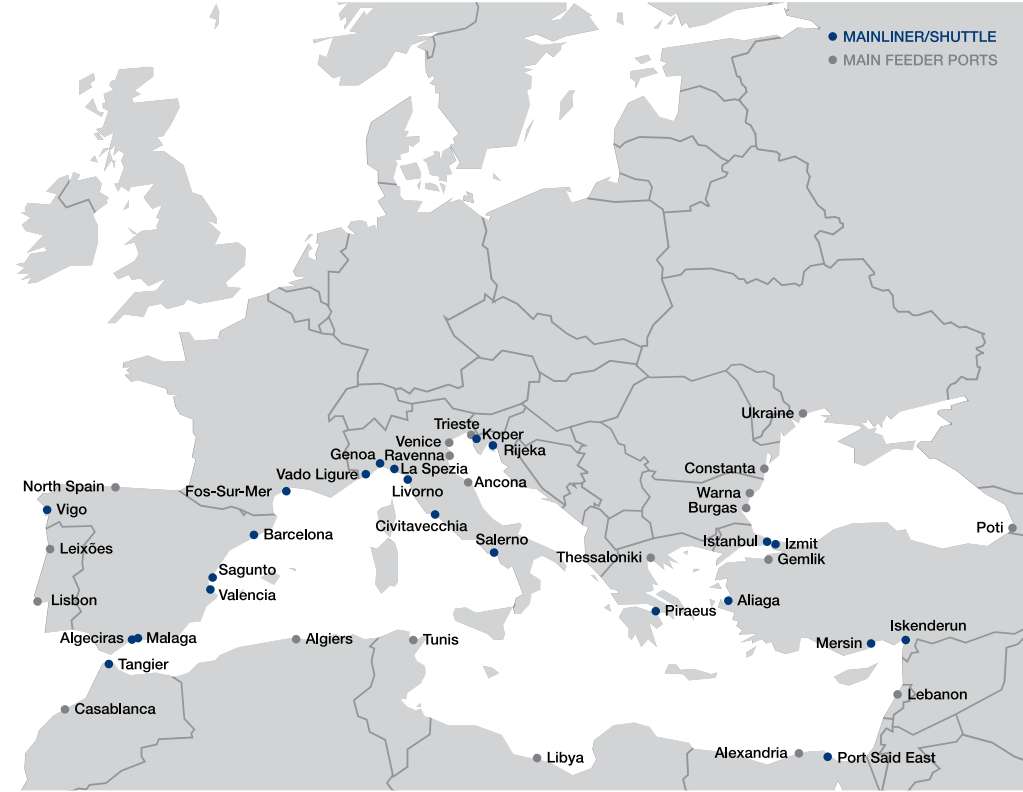 MAINLINER/SHUTTLE
MAIN FEEDER PORTS
Ukraine
Trieste
Koper
Venice
Rijeka
Genoa
Ravenna
La Spezia
Constanta
Vado Ligure
Ancona
North Spain
Fos-Sur-Mer
Livorno
Warna
Burgas
Vigo
Civitavecchia
Poti
Barcelona
Salerno
Istanbul
Izmit
Leixões
Thessaloniki
Gemlik
Sagunto
Valencia
Lisbon
Aliaga
Piraeus
Iskenderun
Algeciras
Malaga
Algiers
Tunis
Mersin
Tangier
Lebanon
Casablanca
Alexandria
Libya
Port Said East